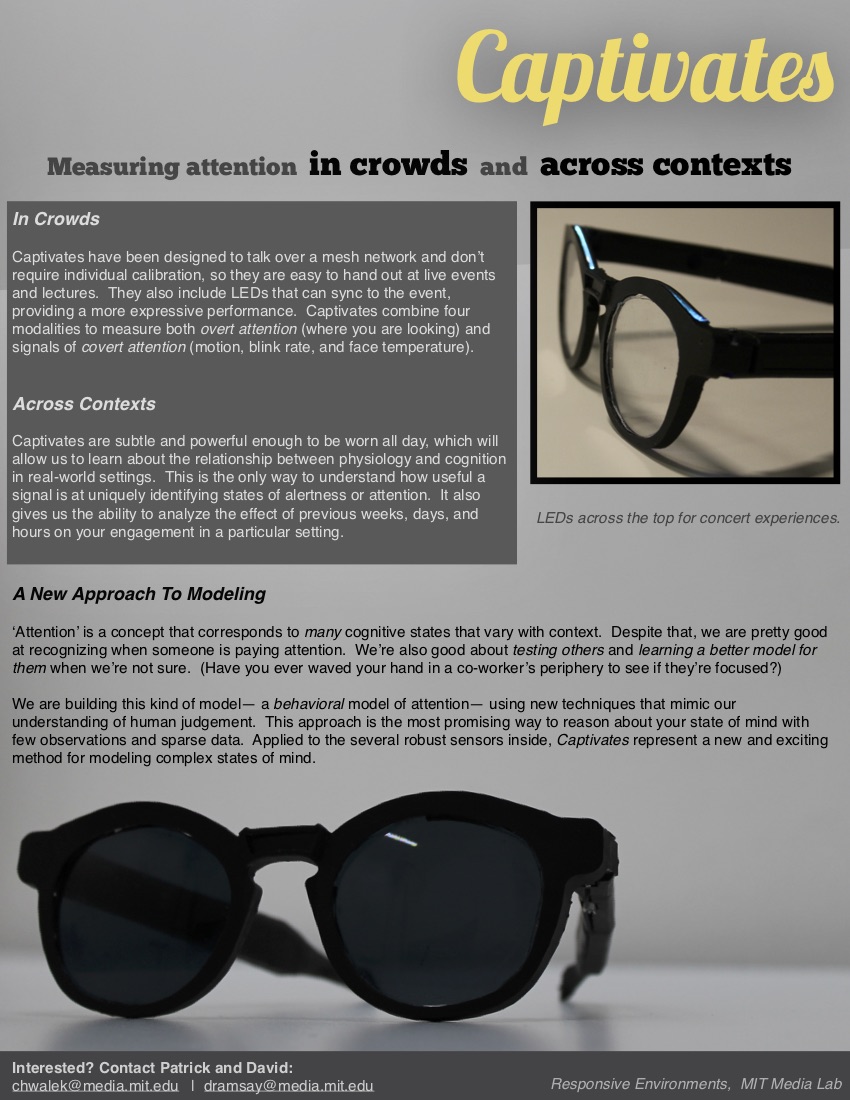 Captivates
Measuring attention in crowds and across contexts
In Crowds
Captivates have been designed to talk over a mesh network and don't
require individual calibration, so they are easy to hand out at live events
and lectures.  They also include LEDs that can sync to the event,
providing a more expressive performance.  Captivates combine four
modalities to measure both overt attention (where you are looking) and
signals of covert attention (motion, blink rate, and face temperature).
Across Contexts
Captivates are subtle and powerful enough to be worn all day, which will
allow us to learn about the relationship between physiology and cognition
in real-world settings.  This is the only way to understand how useful a
signal is at uniquely identifying states of alertness or attention.  It also
gives us the ability to analyze the effect of previous weeks, days, and
hours on your engagement in a particular setting.
LEDs across the top for concert experiences.
A New Approach To Modeling
‘Attention’ is a concept that corresponds to many cognitive states that vary with context.  Despite that, we are pretty good
at recognizing when someone is paying attention.  We’re also good about testing others and learning a better model for
them when we’re not sure.  (Have you ever waved your hand in a co-worker’s periphery to see if they’re focused?)
We are building this kind of model— a behavioral model of attention— using new techniques that mimic our
understanding of human judgement.  This approach is the most promising way to reason about your state of mind with
few observations and sparse data.  Applied to the several robust sensors inside, Captivates represent a new and exciting
method for modeling complex states of mind.
Interested? Contact Patrick and David:
chwalek@media.mit.edu | dramsay@media.mit.edu
Responsive Environments,  MIT Media Lab